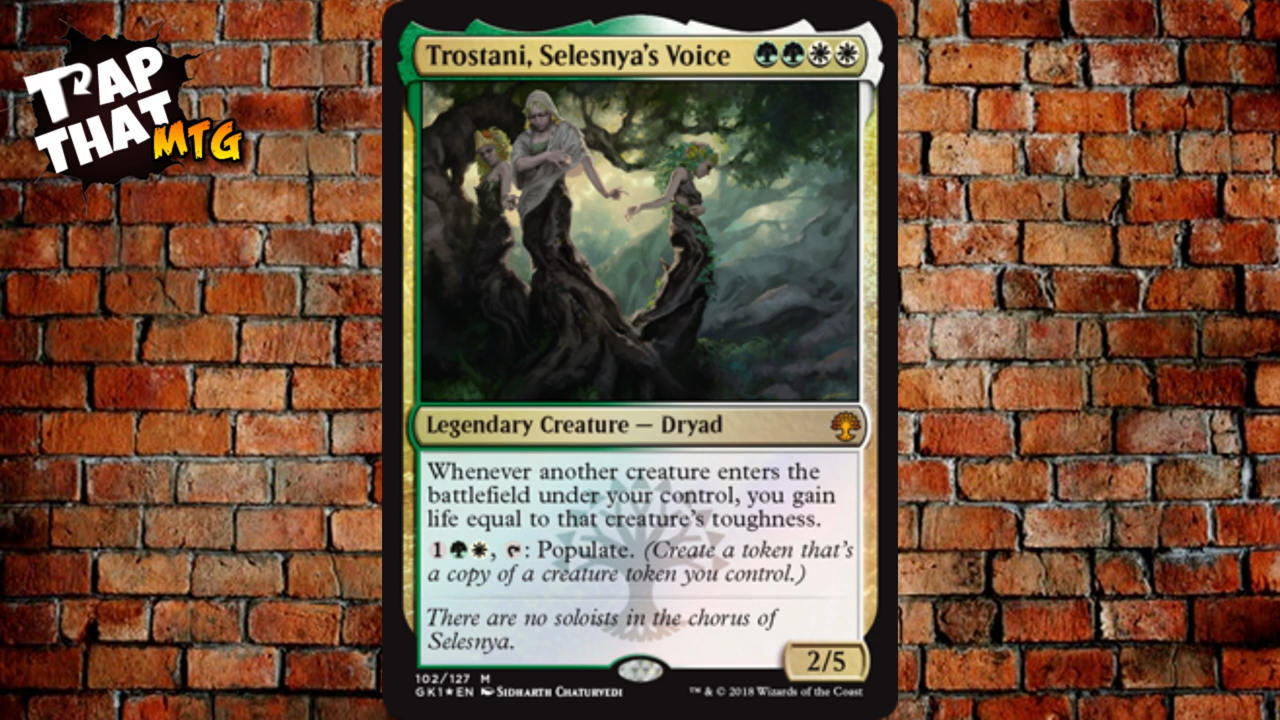 TRAP
THAT
MTG
Trostani, Selesnya's Voice
Legendary Creature — Dryad
Whenever another creature enters the
battlefield under your control, you gain
life equal to that creature's toughness.
1 , : Populate. (Create a token that's
a copy of a creature token you control.)
There are no soloists in the chorus of
Selesnya.
2/5
102/127 M
GK1★EN Sidharth Chaturvedi
™ & © 2018 Wizards of the Coast